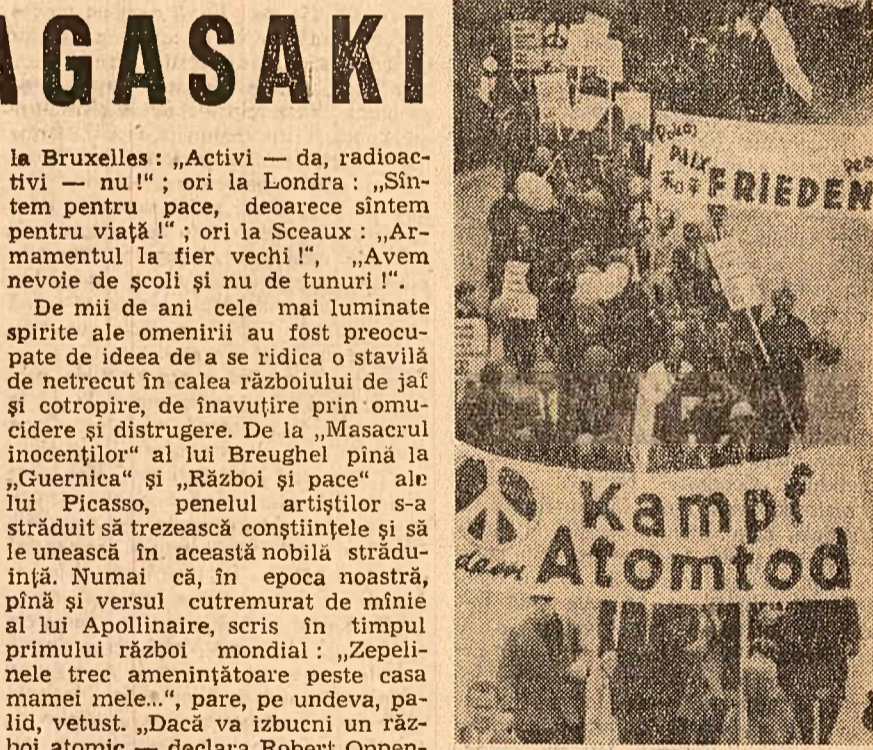 AGASAKI
la Bruxelles : „Activi — da, radioac-
tivi — nu !“ ; ori la Londra : „Sîn-
tem pentru pace, deoarece sîntem
pentru viață !“ ; ori la Sceaux : „Ar-
mamentul la fier vechi !“, „Avem
nevoie de școli și nu de tunuri !“.
De mii de ani cele mai luminate
spirite ale omenirii au fost preocu-
pate de ideea de a se ridica o stavilă
de netrecut în calea războiului de jaf
și cotropire, de înavuțire prin omu-
cidere și distrugere. De la „Masacrul
inocenților“ al lui Breughel pînă la
„Guernica“ și „Război și pace“ ale
lui Picasso, penelul artiștilor s-a
străduit să trezească conștiințele și să
le unească în această nobilă strădu-
ință. Numai că, în epoca noastră,
pînă și versul cutremurat de mînie
al lui Apollinaire, scris în timpul
primului război mondial : „Zepeli-
nele trec amenințătoare peste casa
mamei mele...“, pare, pe undeva, pa-
lid, vetust. „Dacă va izbucni un răz-
boi atomic — declara Robert Oppen-
PAIX
FRIEDEN
Kampf
dem Atomtod